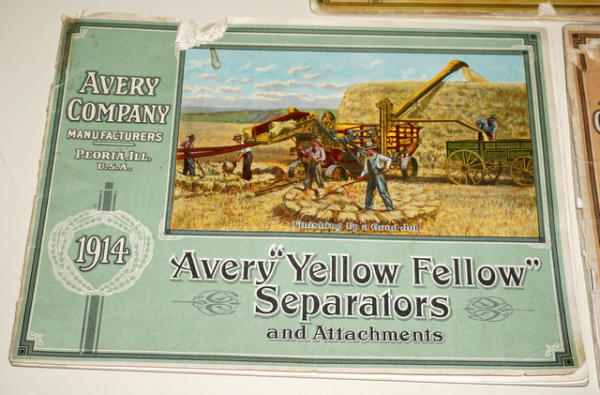 AVERY
COMPANY
MANUFACTURERS
PEORIA, ILL.
U.S.A.
1914
Finishing Up a Good Job
Avery "Yellow Fellow"
Separators
and Attachments